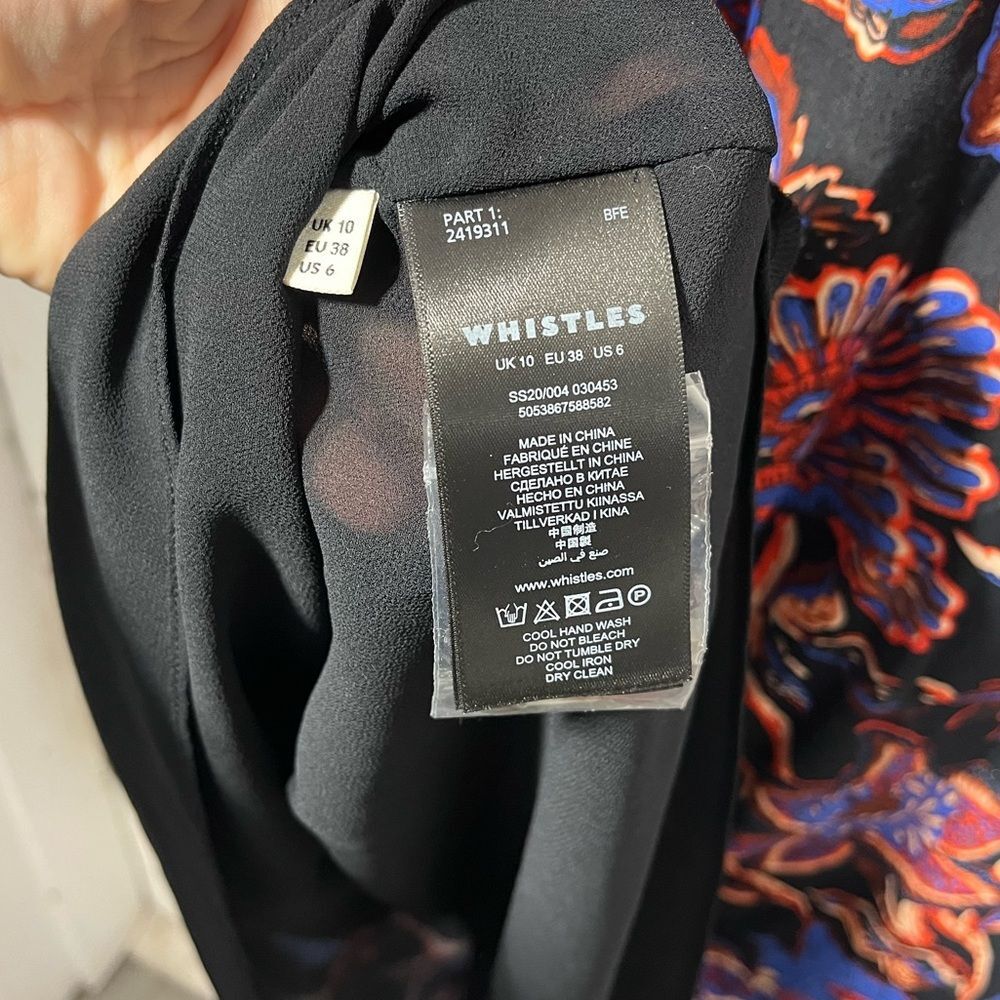 UK 10
EU 38
US 6
PART 1:
2419311
BFE
WHISTLES
UK 10 EU 38 US 6
SS20/004 030453
5053867588582
MADE IN CHINA
FABRIQUÉ EN CHINE
HERGESTELLT IN CHINA
СДЕЛАНО В КИТАЕ
HECHO EN CHINA
VALMISTETTU KIINASSA
TILLVERKAD I KINA
中国制造
中国製
صنع في الصين
www.whistles.com
COOL HAND WASH
DO NOT BLEACH
DO NOT TUMBLE DRY
COOL IRON
DRY CLEAN